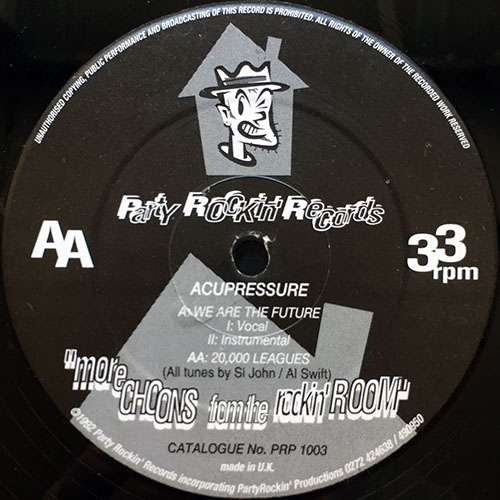 UNAUTHORISED COPYING, PUBLIC PERFORMANCE AND BROADCASTING OF THIS RECORD IS PROHIBITED. ALL RIGHTS OF THE OWNER OF THE RECORDED WORK RESERVED
Party Rockin' Records
AA
33 rpm
ACUPRESSURE
A: WE ARE THE FUTURE
I: Vocal
II: Instrumental
AA: 20,000 LEAGUES
(All tunes by Si John / Al Swift)
"more CHOONS from the rockin' ROOM"
CATALOGUE No. PRP 1003
made in U.K.
©1992 Party Rockin' Records incorporating PartyRockin' Productions 0272 424638 / 490850